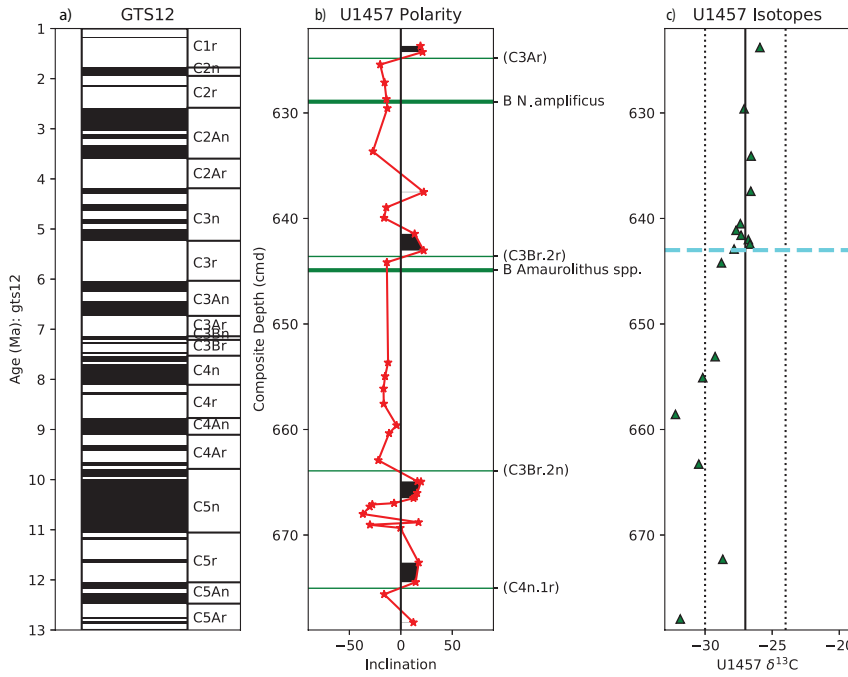 a)
GTS12
1
2
3
4
5
6
7
8
9
10
11
12
13
Age (Ma): gts12
C1r
C2n
C2r
C2An
C2Ar
C3n
C3r
C3An
C3Ar
C3Bn
C3Br
C4n
C4r
C4An
C4Ar
C5n
C5r
C5An
C5Ar
b)
U1457 Polarity
630
640
650
660
670
Composite Depth (cmd)
−50
0
50
Inclination
(C3Ar)
B N. amplificus
(C3Br.2r)
B Amaurolithus spp.
(C3Br.2n)
(C4n.1r)
c)
U1457 Isotopes
630
640
650
660
670
−30
−25
−20
U1457 δ¹³C